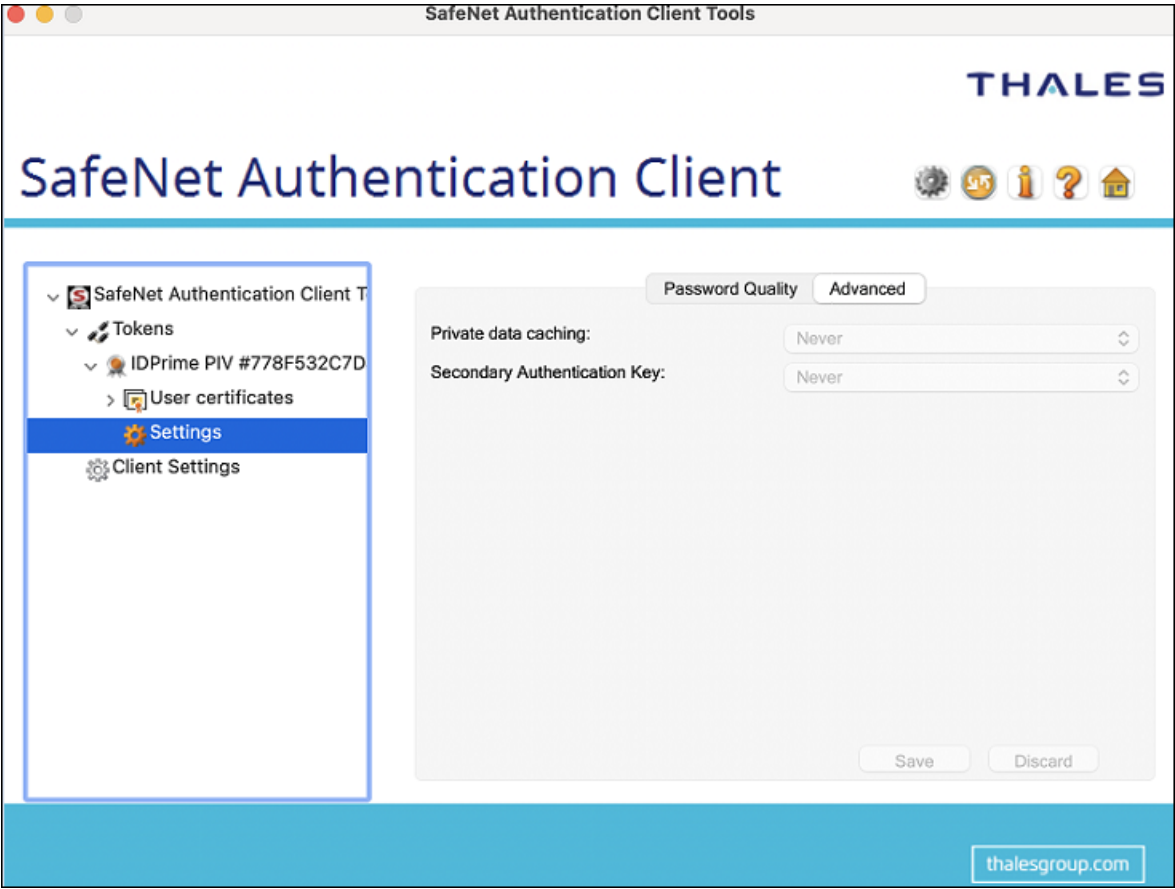 SafeNet Authentication Client Tools
THALES
SafeNet Authentication Client
SafeNet Authentication Client T
Tokens
IDPrime PIV #778F532C7D
User certificates
Settings
Client Settings
Password Quality
Advanced
Private data caching:
Never
Secondary Authentication Key:
Never
Save
Discard
thalesgroup.com